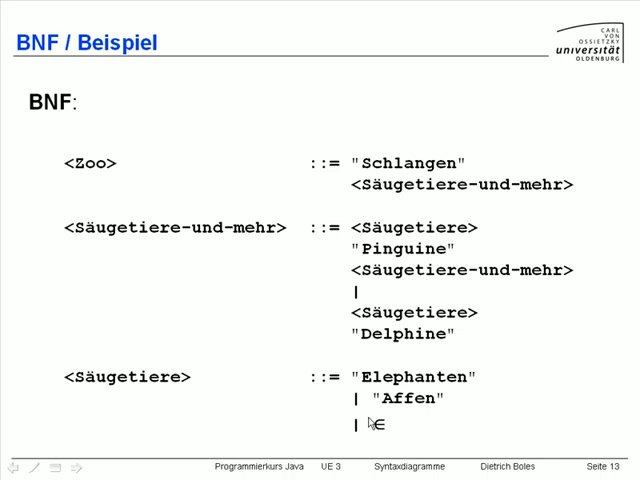 BNF / Beispiel
CARL
VON
OSSIETZKY
universität
OLDENBURG
BNF:
<Zoo> ::= "Schlangen"
<Säugetiere-und-mehr>
<Säugetiere-und-mehr> ::= <Säugetiere>
"Pinguine"
<Säugetiere-und-mehr>
|
<Säugetiere>
"Delphine"
<Säugetiere> ::= "Elephanten"
| "Affen"
| ∈
Programmierkurs Java UE 3 Syntaxdiagramme Dietrich Boles Seite 13